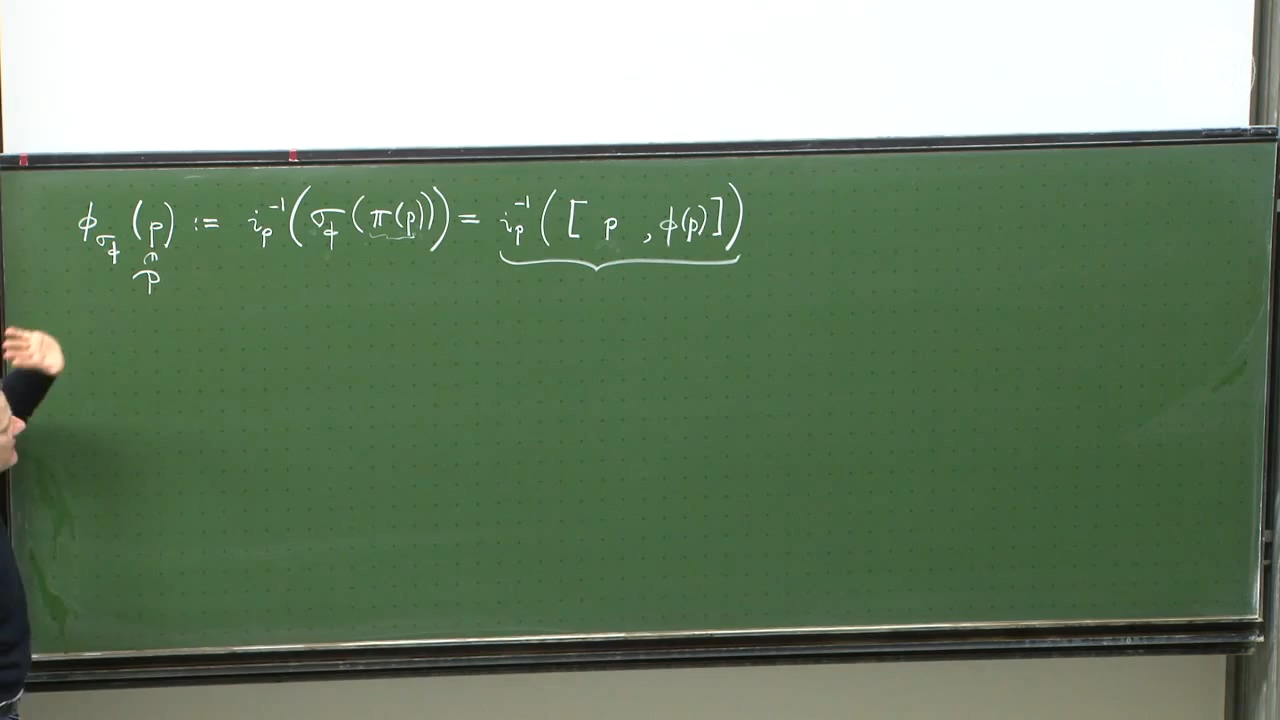 ϕ_{σ_ϕ}(p) := i_p^{-1}(σ_ϕ(π(p))) = i_p^{-1}([p, ϕ(p)])
∩
P